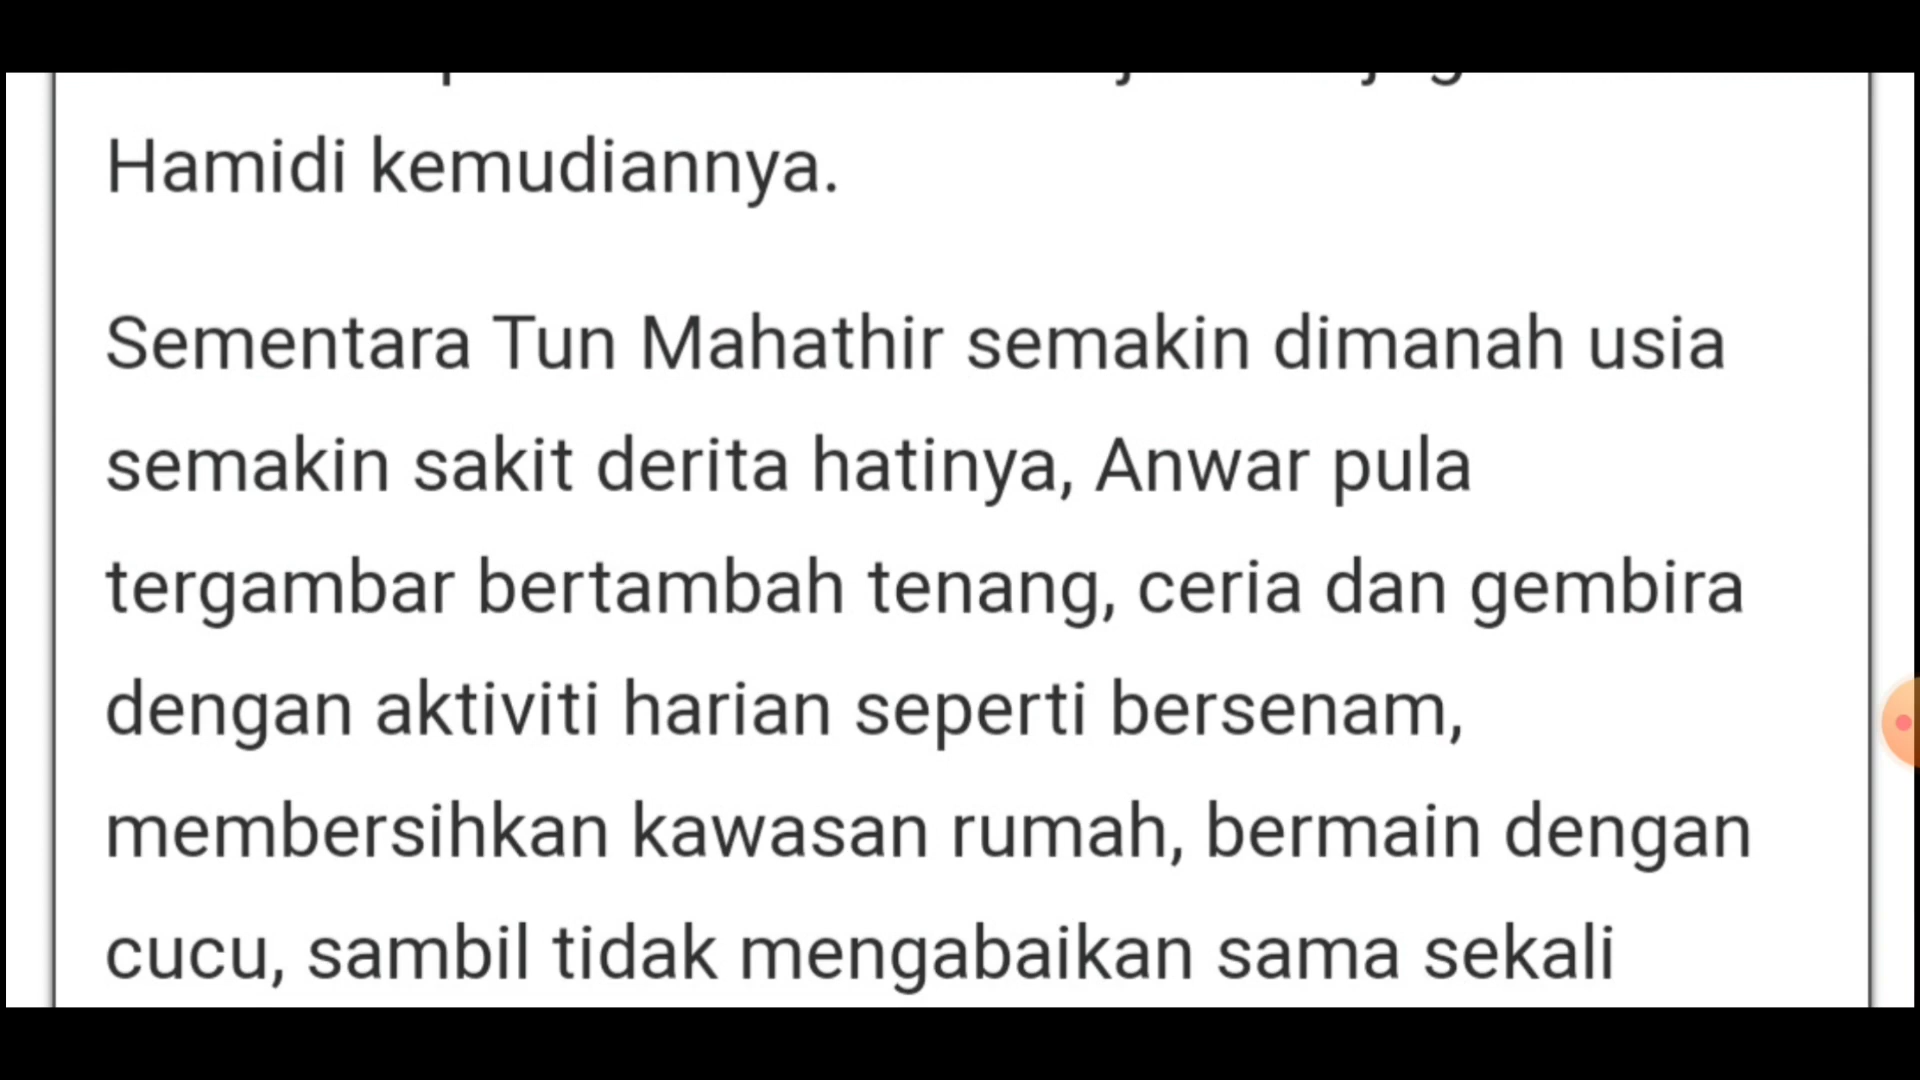 Hamidi kemudiannya.
Sementara Tun Mahathir semakin dimanah usia
semakin sakit derita hatinya, Anwar pula
tergambar bertambah tenang, ceria dan gembira
dengan aktiviti harian seperti bersenam,
membersihkan kawasan rumah, bermain dengan
cucu, sambil tidak mengabaikan sama sekali